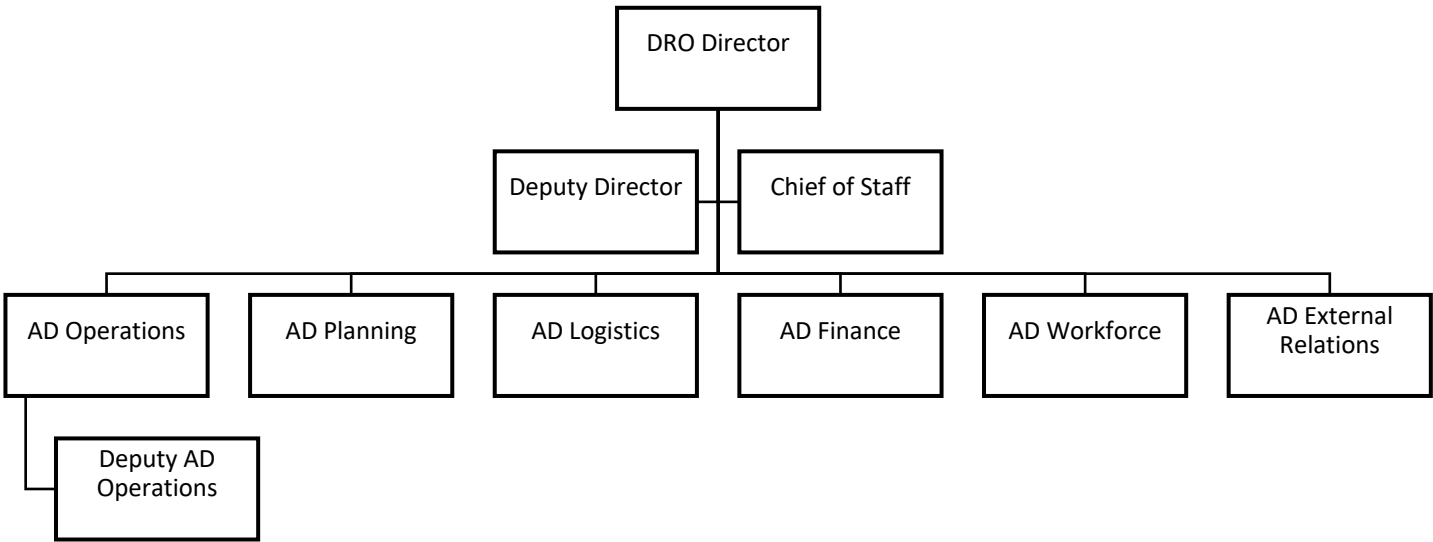 DRO Director
Deputy Director
Chief of Staff
AD Operations
AD Planning
AD Logistics
AD Finance
AD Workforce
AD External
Relations
Deputy AD
Operations